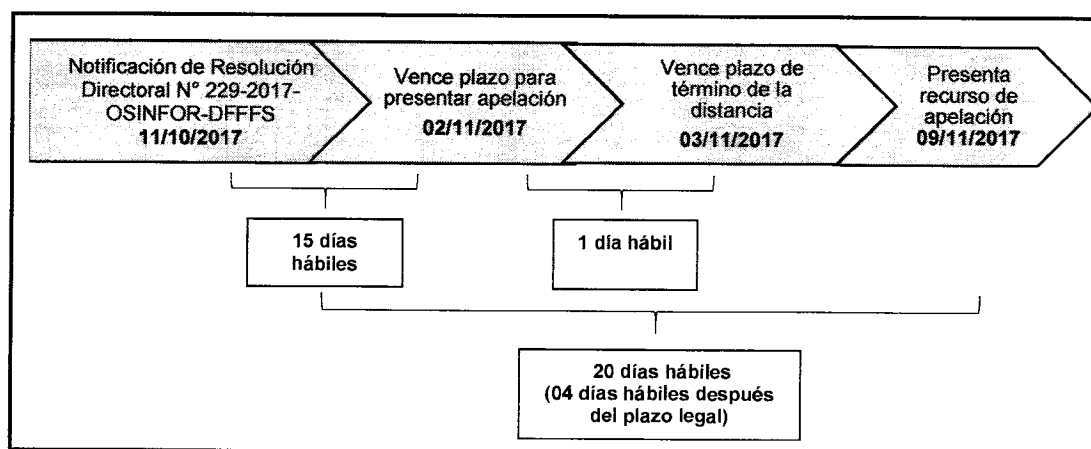 Notificación de Resolución
Directoral N° 229-2017-
OSINFOR-DFFFS
11/10/2017
Vence plazo para
presentar apelación
02/11/2017
Vence plazo de
término de la
distancia
03/11/2017
Presenta
recurso de
apelación
09/11/2017
15 días
hábiles
1 día hábil
20 días hábiles
(04 días hábiles después
del plazo legal)